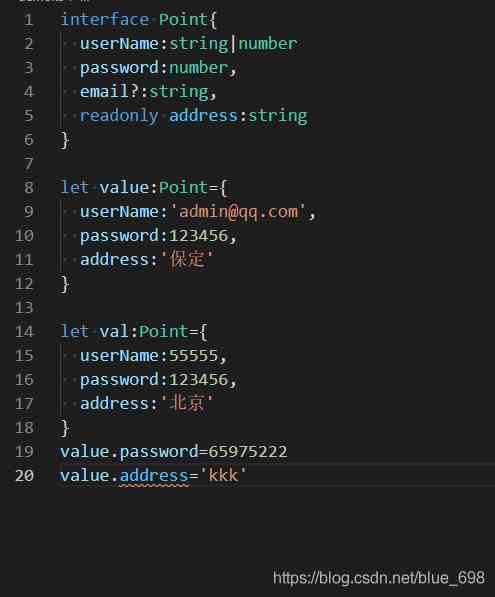 1 interface Point{
2   userName:string|number
3   password:number,
4   email?:string,
5   readonly address:string
6 }
7
8 let value:Point={
9   userName:'admin@qq.com',
10   password:123456,
11   address:'保定'
12 }
13
14 let val:Point={
15   userName:55555,
16   password:123456,
17   address:'北京'
18 }
19 value.password=65975222
20 value.address='kkk'
https://blog.csdn.net/blue_698